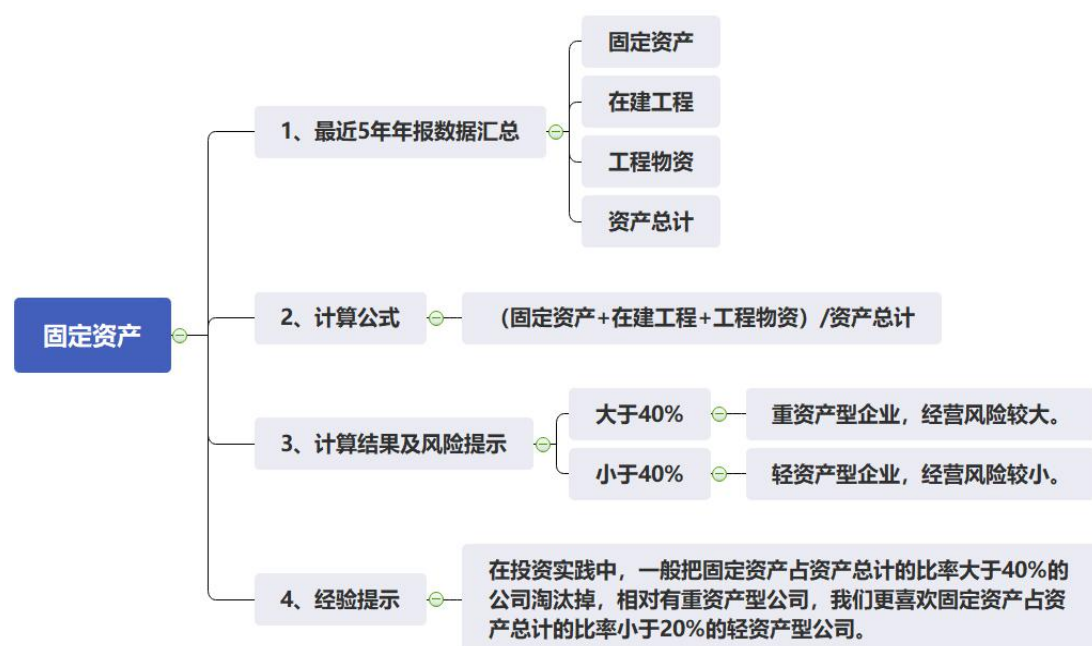 固定资产
1、最近5年年报数据汇总
固定资产
在建工程
工程物资
资产总计
2、计算公式
（固定资产+在建工程+工程物资）/资产总计
3、计算结果及风险提示
大于40%
重资产型企业，经营风险较大。
小于40%
轻资产型企业，经营风险较小。
4、经验提示
在投资实践中，一般把固定资产占资产总计的比率大于40%的
公司淘汰掉，相对有重资产型公司，我们更喜欢固定资产占资
产总计的比率小于20%的轻资产型公司。